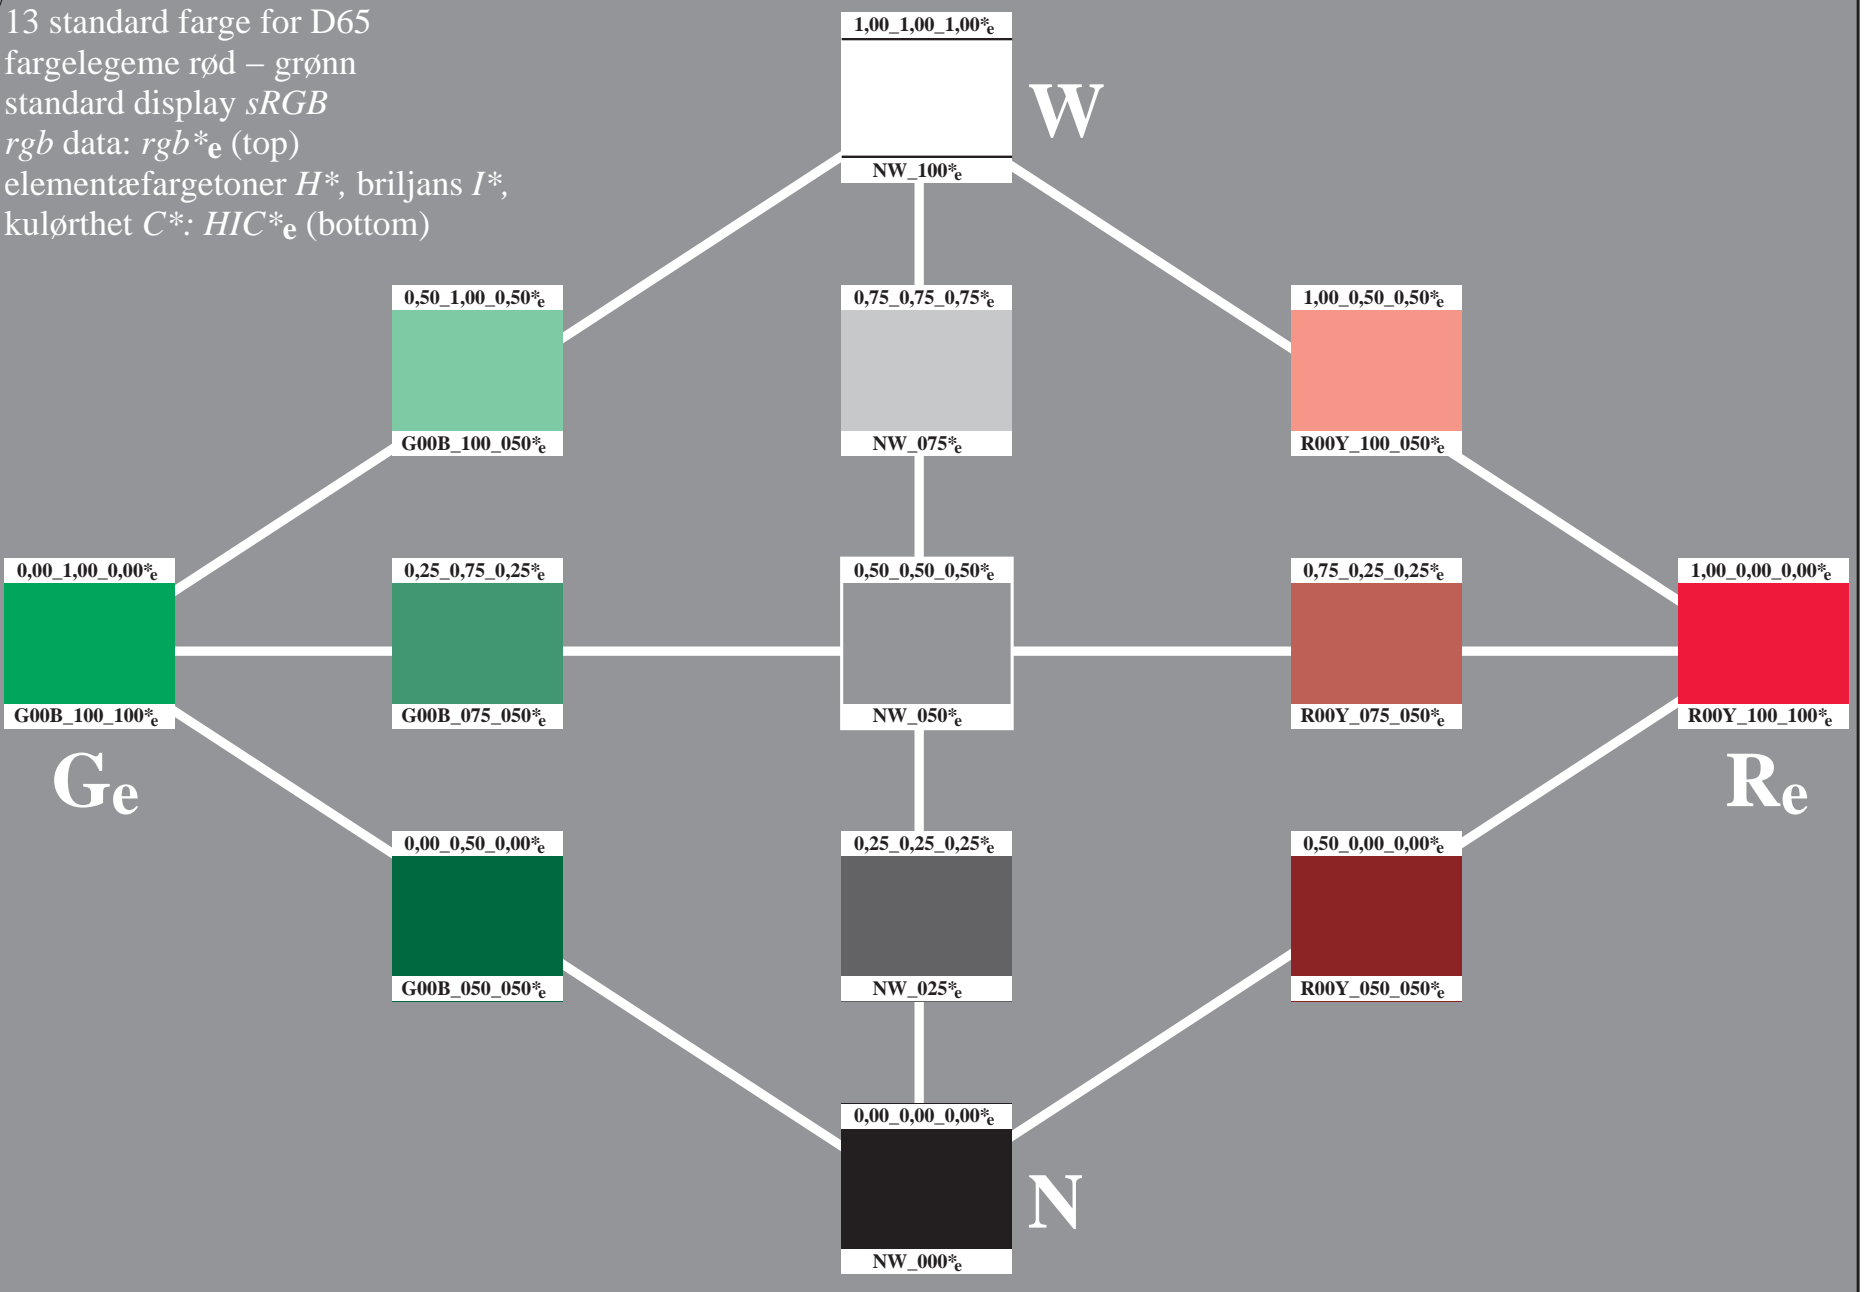 13 standard farge for D65
fargelegeme rød – grønn
standard display sRGB
rgb data: rgb*e (top)
elementæfargetoner H*, briljans I*,
kulørthet C*: HIC*e (bottom)
1,00_1,00_1,00*e
W
NW_100*e
0,50_1,00_0,50*e
0,75_0,75_0,75*e
1,00_0,50_0,50*e
G00B_100_050*e
NW_075*e
R00Y_100_050*e
0,00_1,00_0,00*e
0,25_0,75_0,25*e
0,50_0,50_0,50*e
0,75_0,25_0,25*e
1,00_0,00_0,00*e
G00B_100_100*e
G00B_075_050*e
NW_050*e
R00Y_075_050*e
R00Y_100_100*e
Ge
Re
0,00_0,50_0,00*e
0,25_0,25_0,25*e
0,50_0,00_0,00*e
G00B_050_050*e
NW_025*e
R00Y_050_050*e
0,00_0,00_0,00*e
N
NW_000*e